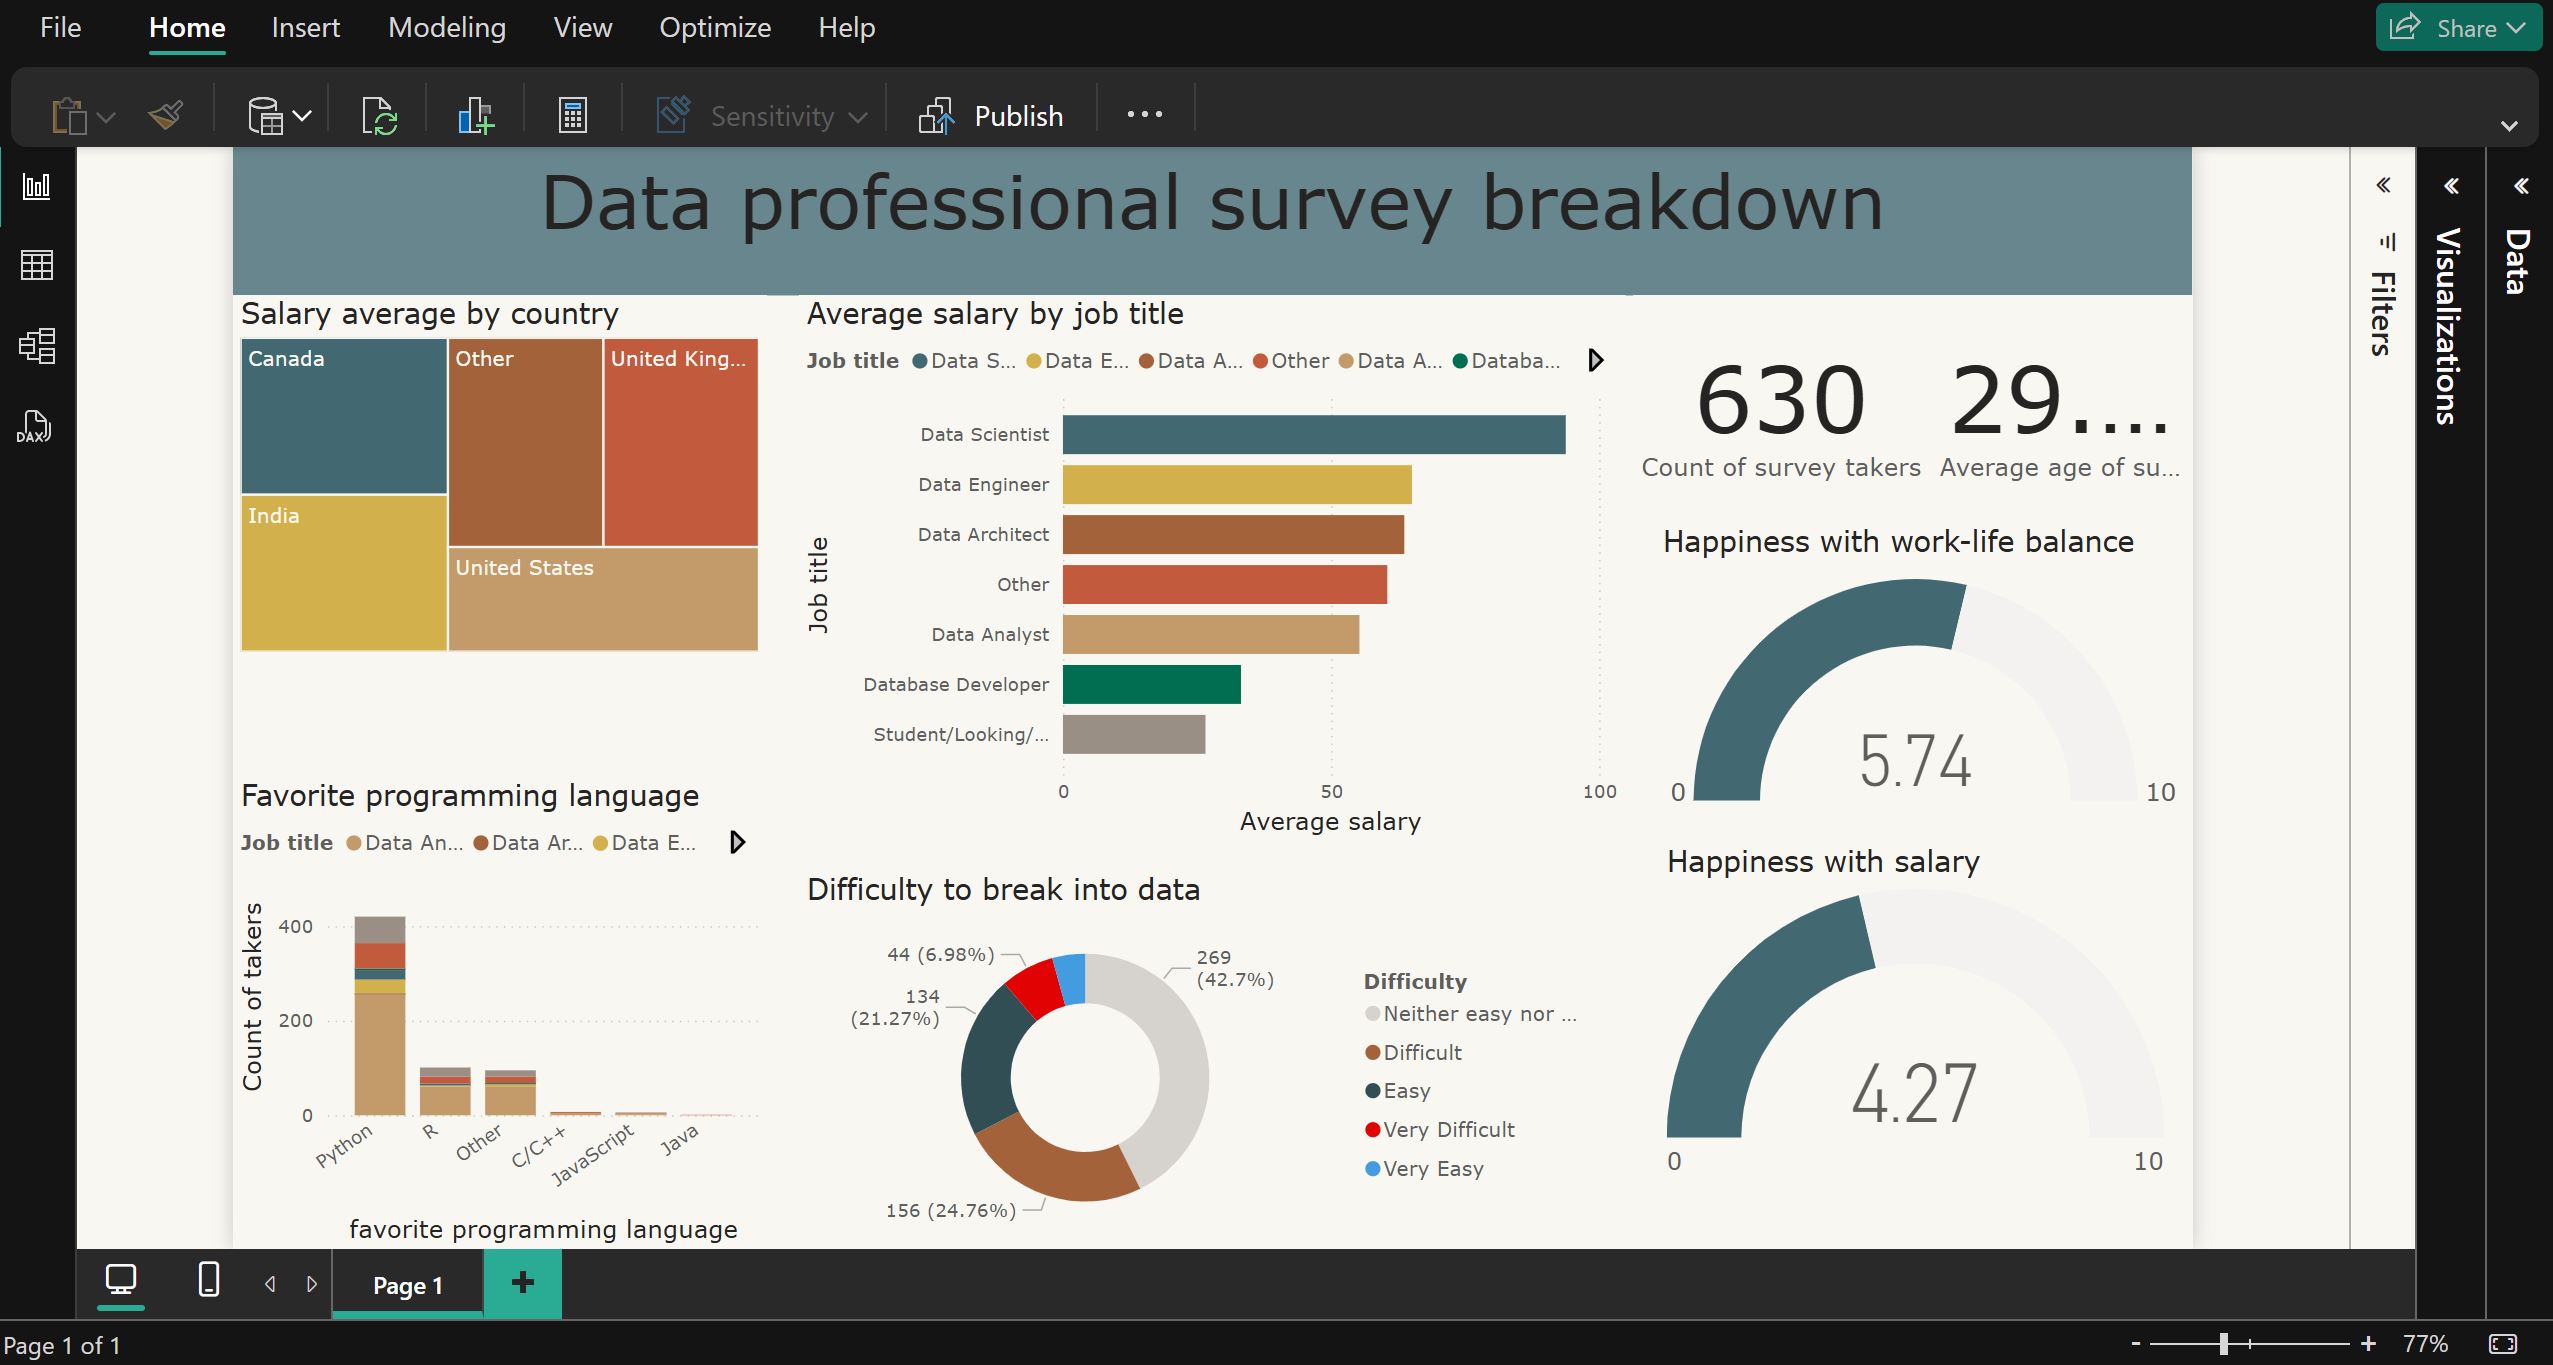 File Home Insert Modeling View Optimize Help Share
Sensitivity Publish
Data professional survey breakdown
Salary average by country
Canada
Other
United King...
India
United States
Average salary by job title
Job title Data S... Data E... Data A... Other Data A... Databa...
Job title
Data Scientist
Data Engineer
Data Architect
Other
Data Analyst
Database Developer
Student/Looking/...
0 50 100
Average salary
630
Count of survey takers
29....
Average age of su...
Happiness with work-life balance
5.74
0 10
Favorite programming language
Job title Data An... Data Ar... Data E...
Count of takers
400
200
0
Python R Other C/C++ JavaScript Java
favorite programming language
Difficulty to break into data
44 (6.98%)
269
(42.7%)
134
(21.27%)
156 (24.76%)
Difficulty
Neither easy nor ...
Difficult
Easy
Very Difficult
Very Easy
Happiness with salary
4.27
0 10
Filters
Visualizations
Data
DAX
Page 1
Page 1 of 1
- + 77%